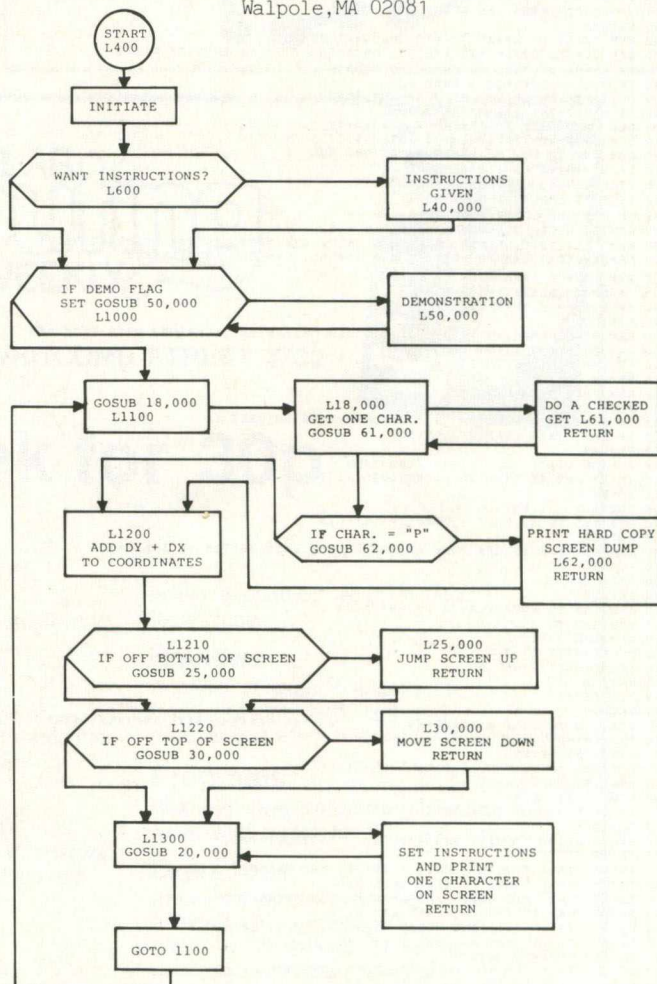 Walpole,MA 02081
START
L400
INITIATE
WANT INSTRUCTIONS?
L600
INSTRUCTIONS
GIVEN
L40,000
IF DEMO FLAG
SET GOSUB 50,000
L1000
DEMONSTRATION
L50,000
GOSUB 18,000
L1100
L18,000
GET ONE CHAR.
GOSUB 61,000
DO A CHECKED
GET L61,000
RETURN
L1200
ADD DY + DX
TO COORDINATES
IF CHAR. = "P"
GOSUB 62,000
PRINT HARD COPY
SCREEN DUMP
L62,000
RETURN
L1210
IF OFF BOTTOM OF SCREEN
GOSUB 25,000
L25,000
JUMP SCREEN UP
RETURN
L1220
IF OFF TOP OF SCREEN
GOSUB 30,000
L30,000
MOVE SCREEN DOWN
RETURN
L1300
GOSUB 20,000
SET INSTRUCTIONS
AND PRINT
ONE CHARACTER
ON SCREEN
RETURN
GOTO 1100